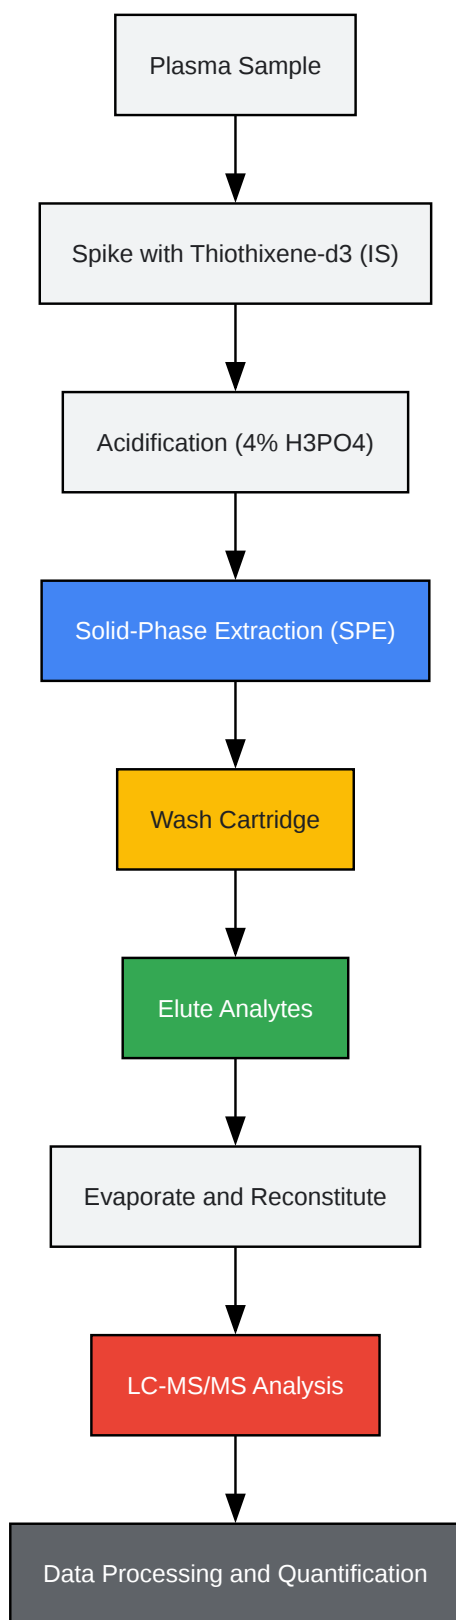 Plasma Sample
Spike with Thiothixene-d3 (IS)
Acidification (4% H3PO4)
Solid-Phase Extraction (SPE)
Wash Cartridge
Elute Analytes
Evaporate and Reconstitute
LC-MS/MS Analysis
Data Processing and Quantification